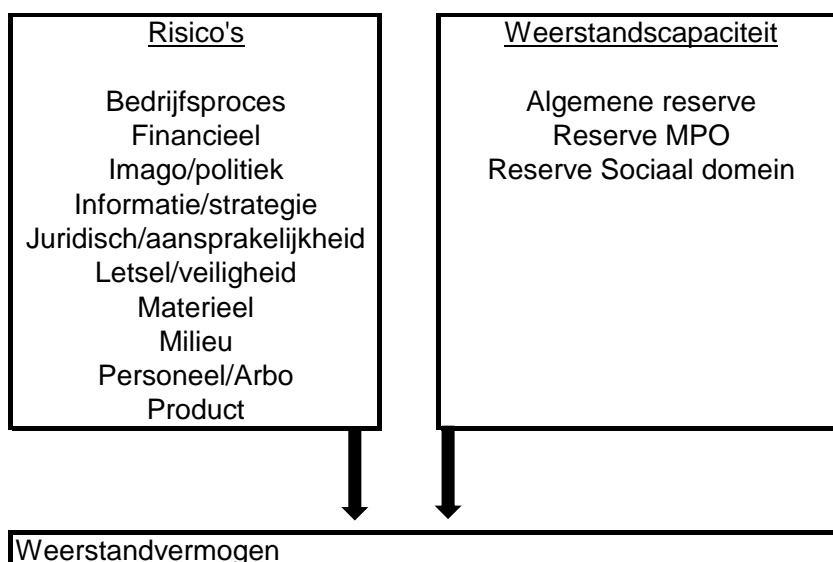 Risico's
Bedrijfsproces
Financieel
Imago/politiek
Informatie/strategie
Juridisch/aansprakelijkheid
Letsel/veiligheid
Materieel
Milieu
Personeel/Arbo
Product
Weerstandscapaciteit
Algemene reserve
Reserve MPO
Reserve Sociaal domein
Weerstandvermogen